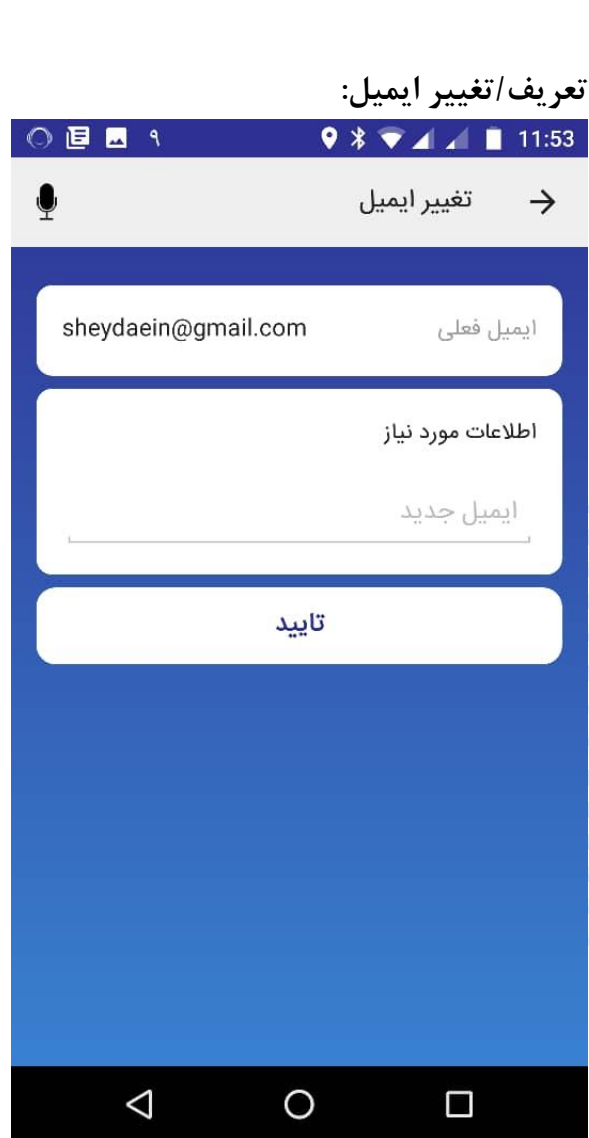 تعریف/تغییر ایمیل:
۹ 11:53
تغییر ایمیل
ایمیل فعلی sheydaein@gmail.com
اطلاعات مورد نیاز
ایمیل جدید
تایید